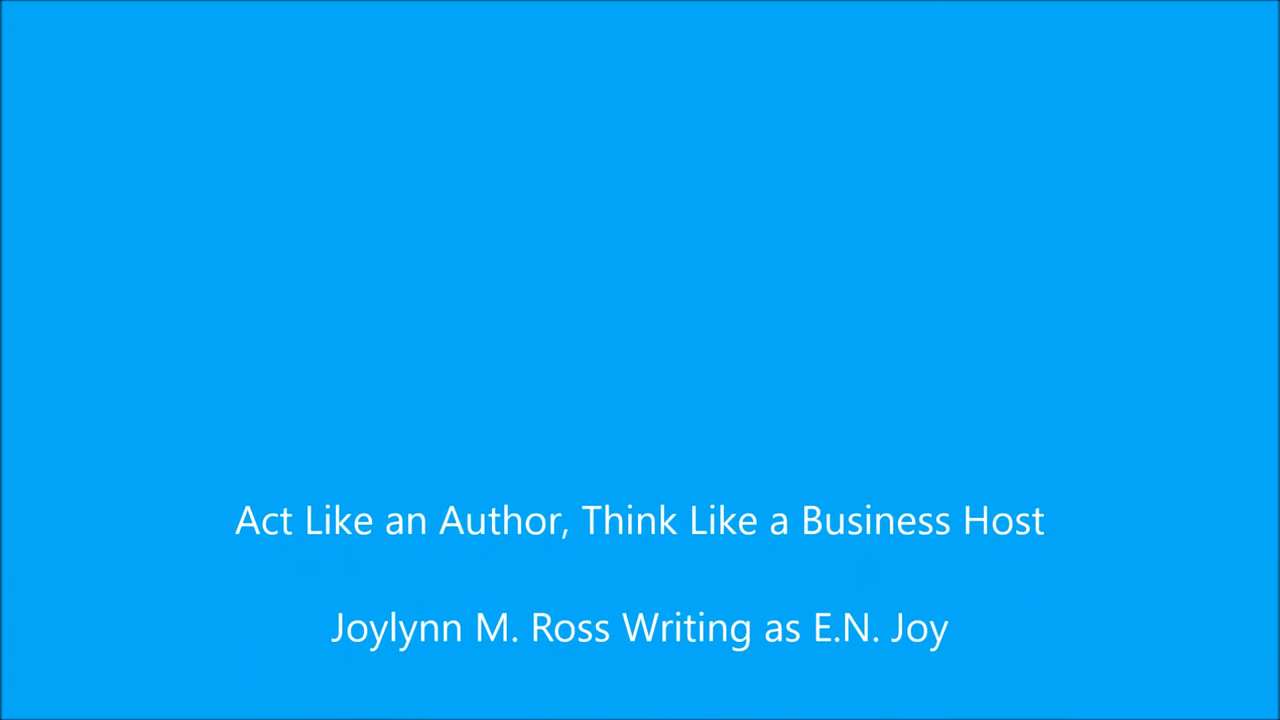 Act Like an Author, Think Like a Business Host
Joylynn M. Ross Writing as E.N. Joy